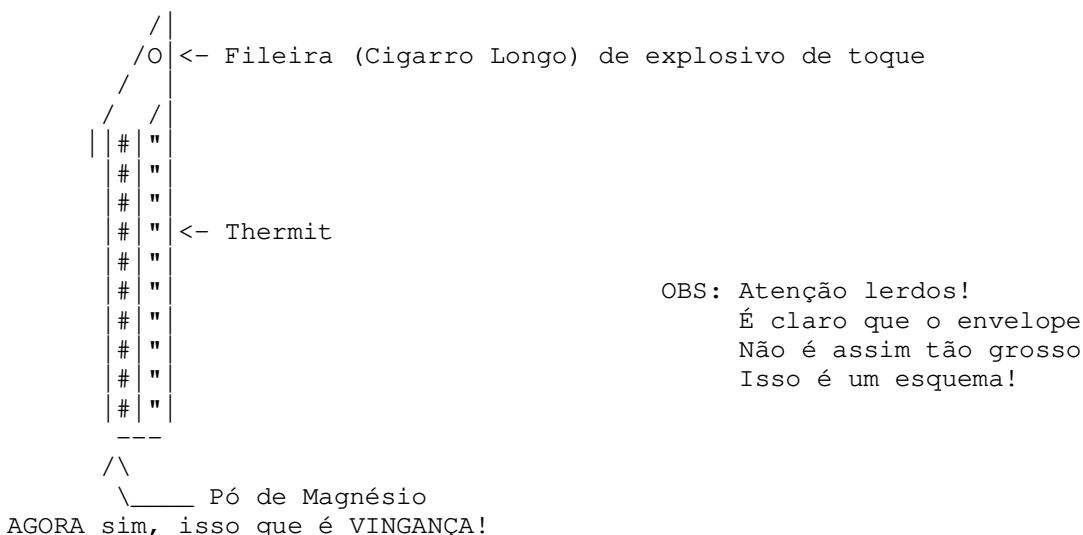 <- Fileira (Cigarro Longo) de explosivo de toque
<- Thermit
OBS: Atenção lerdos!
É claro que o envelope
Não é assim tão grosso
Isso é um esquema!
Pó de Magnésio
AGORA sim, isso que é VINGANÇA!